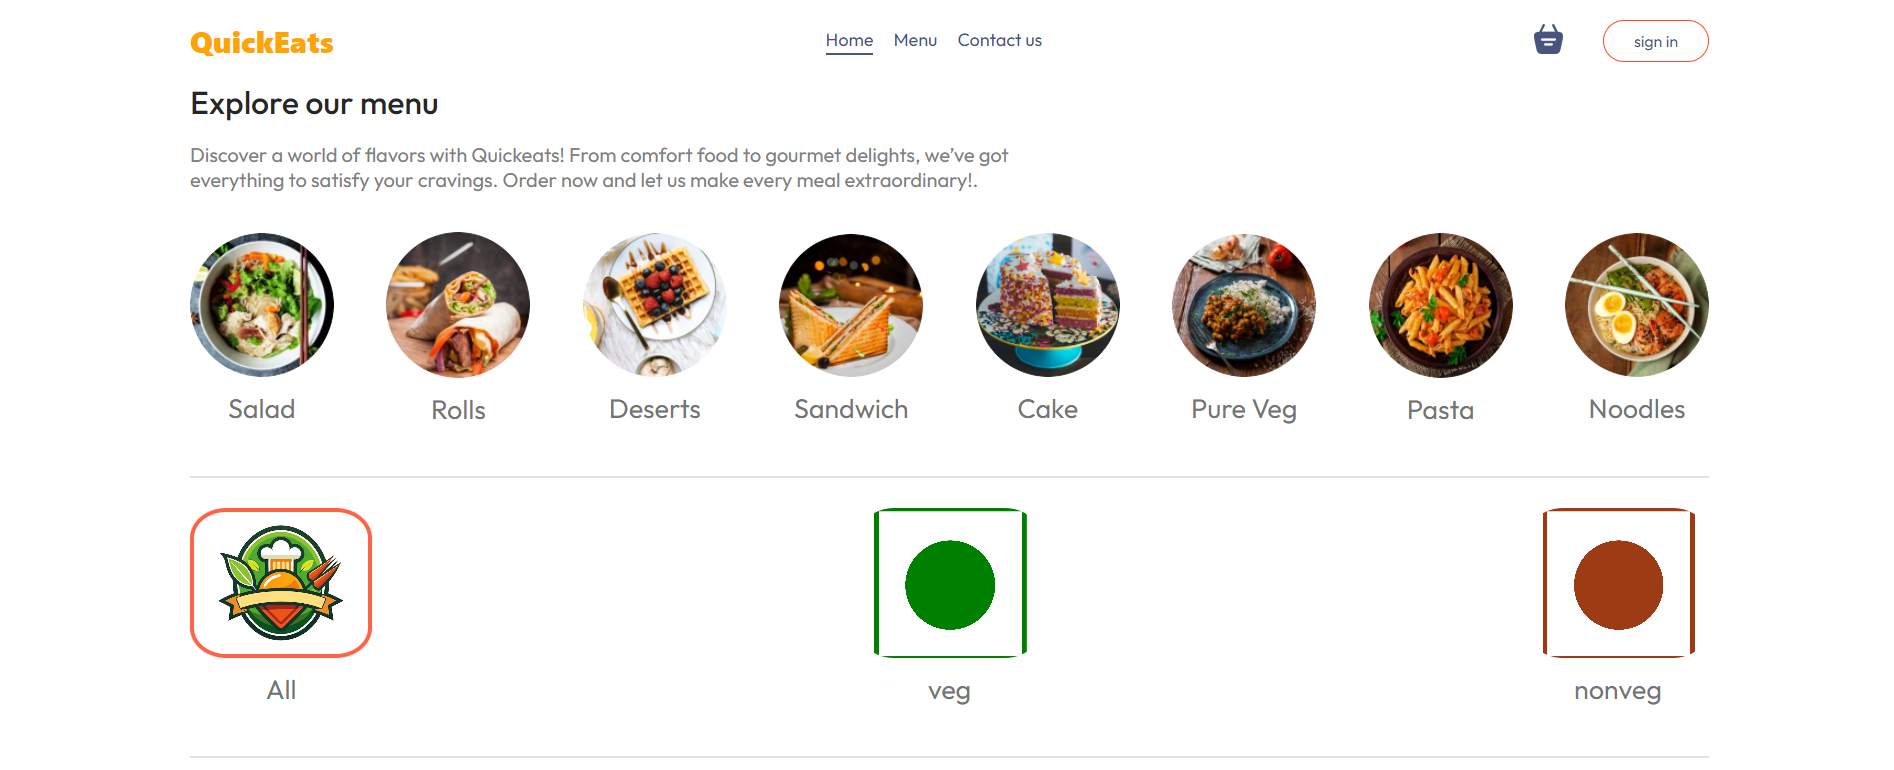 QuickEats
Home Menu Contact us
sign in
Explore our menu
Discover a world of flavors with Quickeats! From comfort food to gourmet delights, we’ve got
everything to satisfy your cravings. Order now and let us make every meal extraordinary!.
Salad Rolls Deserts Sandwich Cake Pure Veg Pasta Noodles
All veg nonveg